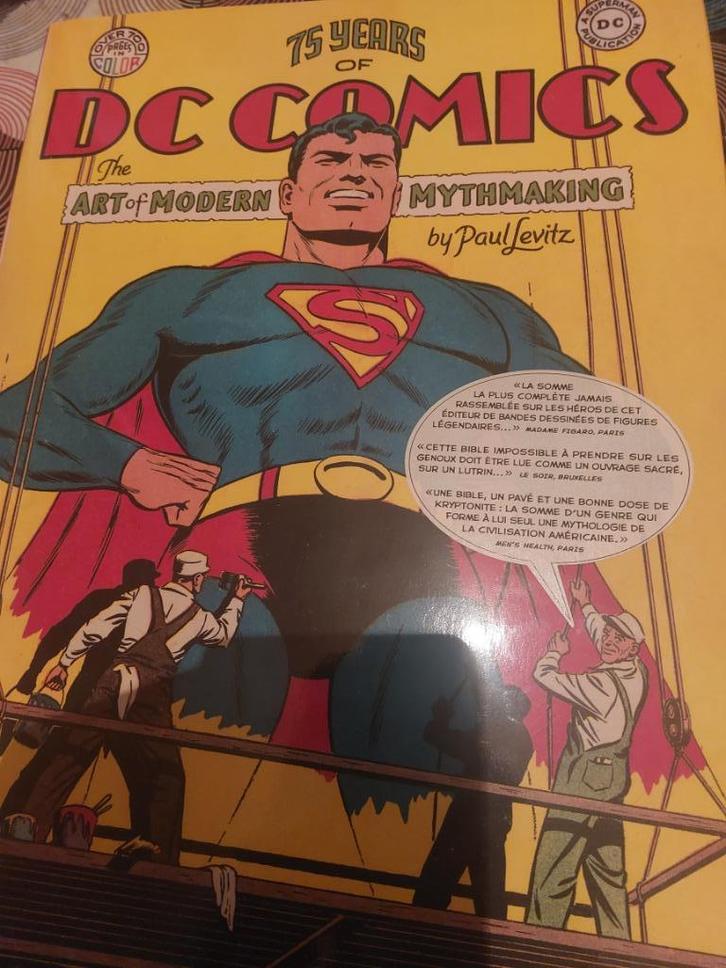 OVER 700
PAGES
IN
COLOR
75 YEARS
OF
DC COMICS
A SUPERMAN
DC
PUBLICATION
The
ART of MODERN MYTHMAKING
by Paul Levitz
S
«LA SOMME
LA PLUS COMPLÈTE JAMAIS
RASSEMBLÉE SUR LES HÉROS DE CET
ÉDITEUR DE BANDES DESSINÉES DE FIGURES
LÉGENDAIRES...» MADAME FIGARO, PARIS
«CETTE BIBLE IMPOSSIBLE À PRENDRE SUR LES
GENOUX DOIT ÊTRE LUE COMME UN OUVRAGE SACRÉ,
SUR UN LUTRIN...» LE SOIR, BRUXELLES
«UNE BIBLE, UN PAVÉ ET UNE BONNE DOSE DE
KRYPTONITE : LA SOMME D'UN GENRE QUI
FORME À LUI SEUL UNE MYTHOLOGIE DE
LA CIVILISATION AMÉRICAINE.»
MEN'S HEALTH, PARIS